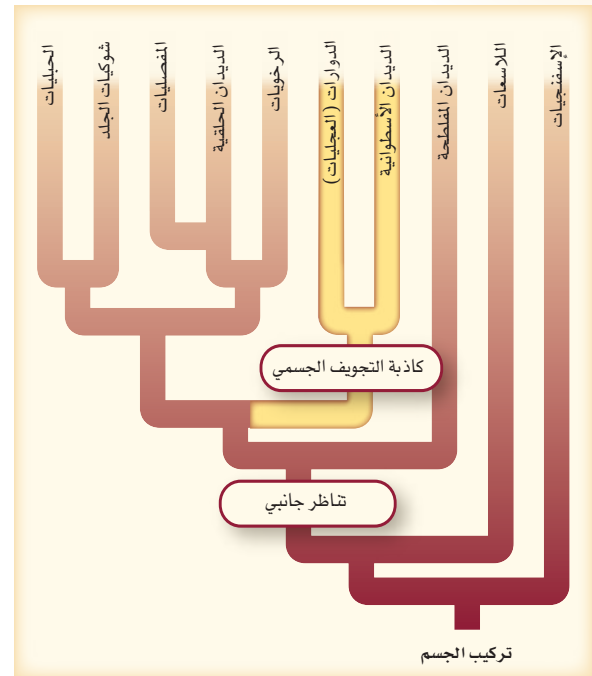 الإسفنجيات
اللاسعات
الديدان المفلطحة
الديدان الأسطوانية
الدوارات (العجليات)
الرخويات
الديدان الحلقية
المفصليات
شوكيات الجلد
الحبليات
كاذبة التجويف الجسمي
تناظر جانبي
تركيب الجسم